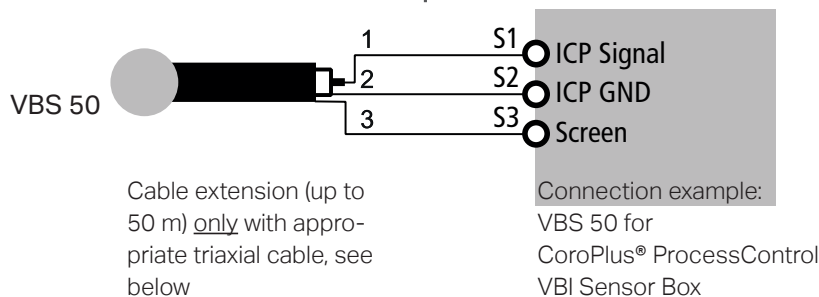 1 S1 ICP Signal
2 S2 ICP GND
VBS 50
3 S3 Screen
Cable extension (up to
50 m) only with appro-
priate triaxial cable, see
below
Connection example:
VBS 50 for
CoroPlus® ProcessControl
VBI Sensor Box